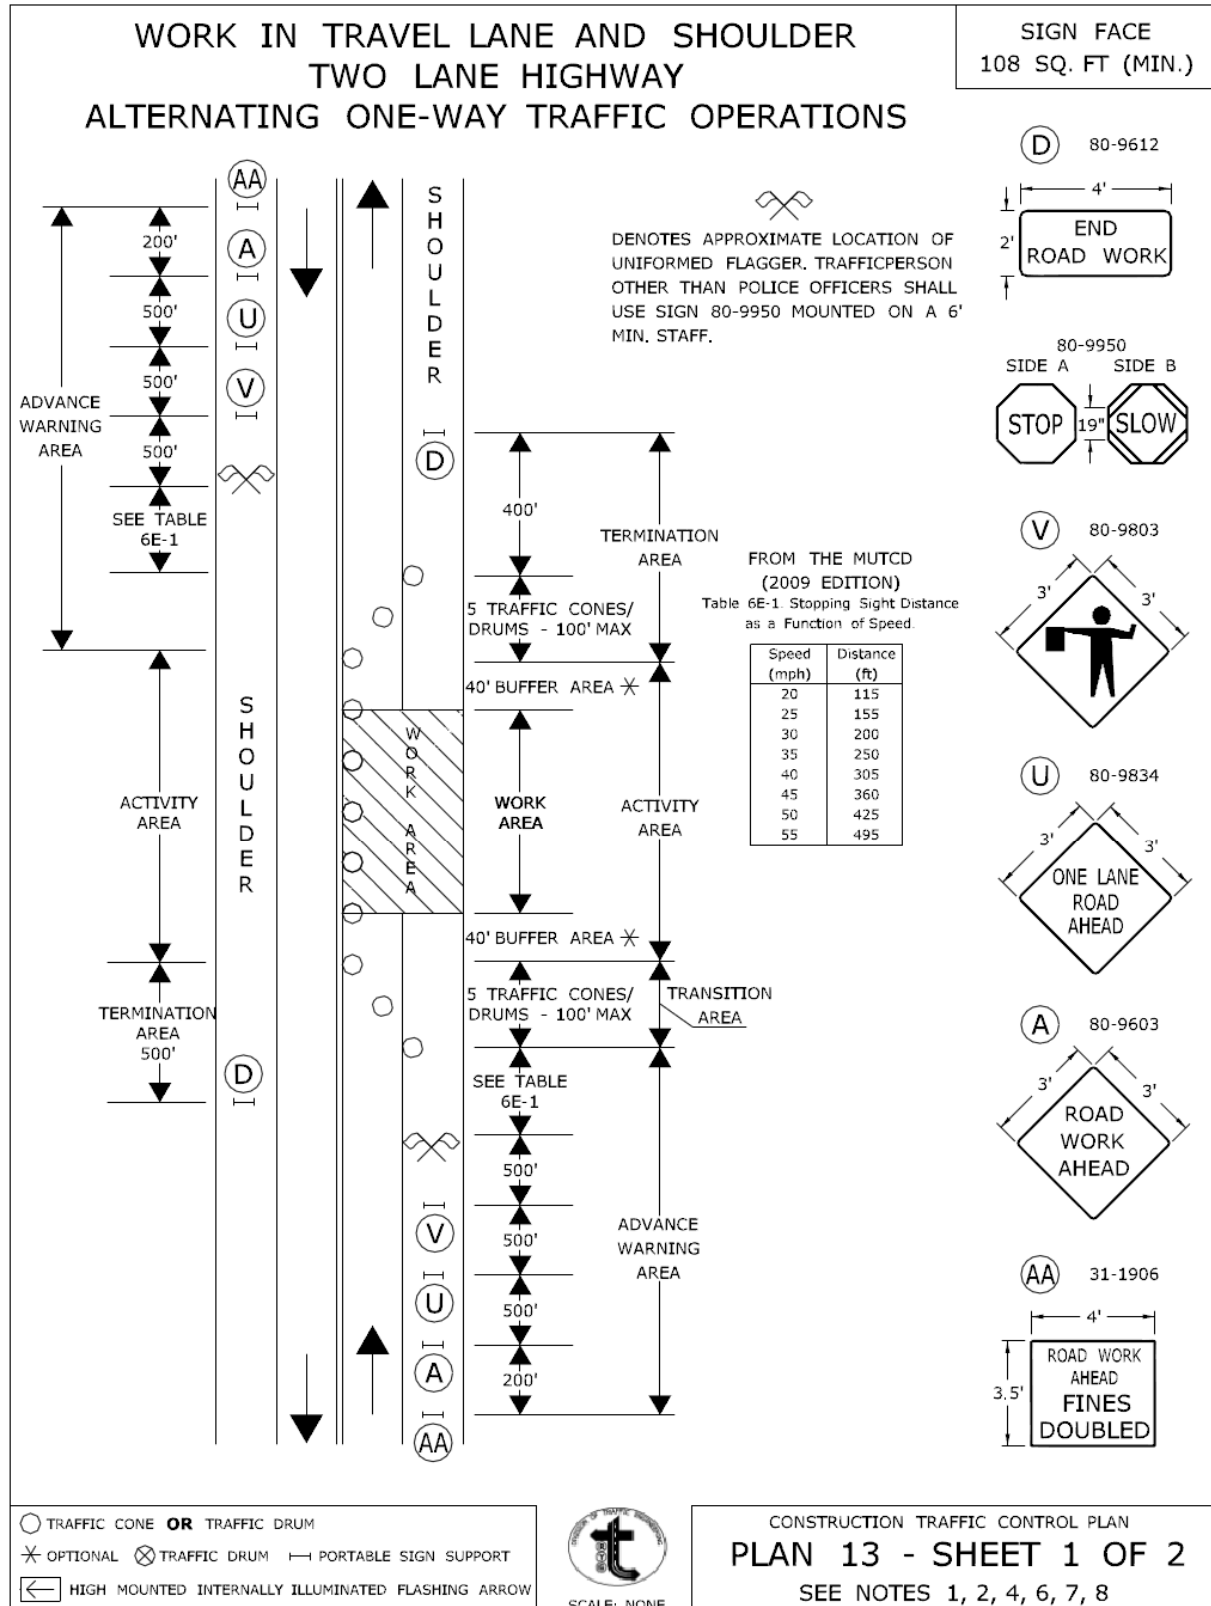 WORK IN TRAVEL LANE AND SHOULDER
TWO LANE HIGHWAY
ALTERNATING ONE-WAY TRAFFIC OPERATIONS
SIGN FACE
108 SQ. FT (MIN.)
AA
A
U
V
200'
500'
500'
500'
SEE TABLE
6E-1
ADVANCE
WARNING
AREA
SHOULDER
ACTIVITY
AREA
TERMINATION
AREA
500'
D
SHOULDER
D
400'
TERMINATION
AREA
5 TRAFFIC CONES/
DRUMS - 100' MAX
40' BUFFER AREA
WORK AREA
WORK
AREA
ACTIVITY
AREA
40' BUFFER AREA
5 TRAFFIC CONES/
DRUMS - 100' MAX
TRANSITION
AREA
SEE TABLE
6E-1
500'
500'
500'
200'
ADVANCE
WARNING
AREA
V
U
A
AA
DENOTES APPROXIMATE LOCATION OF
UNIFORMED FLAGGER. TRAFFICPERSON
OTHER THAN POLICE OFFICERS SHALL
USE SIGN 80-9950 MOUNTED ON A 6'
MIN. STAFF.
FROM THE MUTCD
(2009 EDITION)
Table 6E-1. Stopping Sight Distance
as a Function of Speed.
Speed (mph) Distance (ft)
20 115
25 155
30 200
35 250
40 305
45 360
50 425
55 495
D 80-9612
4'
2'
END
ROAD WORK
80-9950
SIDE A SIDE B
STOP 19" SLOW
V 80-9803
3' 3'
U 80-9834
3' 3'
ONE LANE
ROAD
AHEAD
A 80-9603
3' 3'
ROAD
WORK
AHEAD
AA 31-1906
4'
3.5'
ROAD WORK
AHEAD
FINES
DOUBLED
TRAFFIC CONE OR TRAFFIC DRUM
OPTIONAL TRAFFIC DRUM PORTABLE SIGN SUPPORT
HIGH MOUNTED INTERNALLY ILLUMINATED FLASHING ARROW
DIVISION OF TRAFFIC ENGINEERING
SCALE: NONE
CONSTRUCTION TRAFFIC CONTROL PLAN
PLAN 13 - SHEET 1 OF 2
SEE NOTES 1, 2, 4, 6, 7, 8